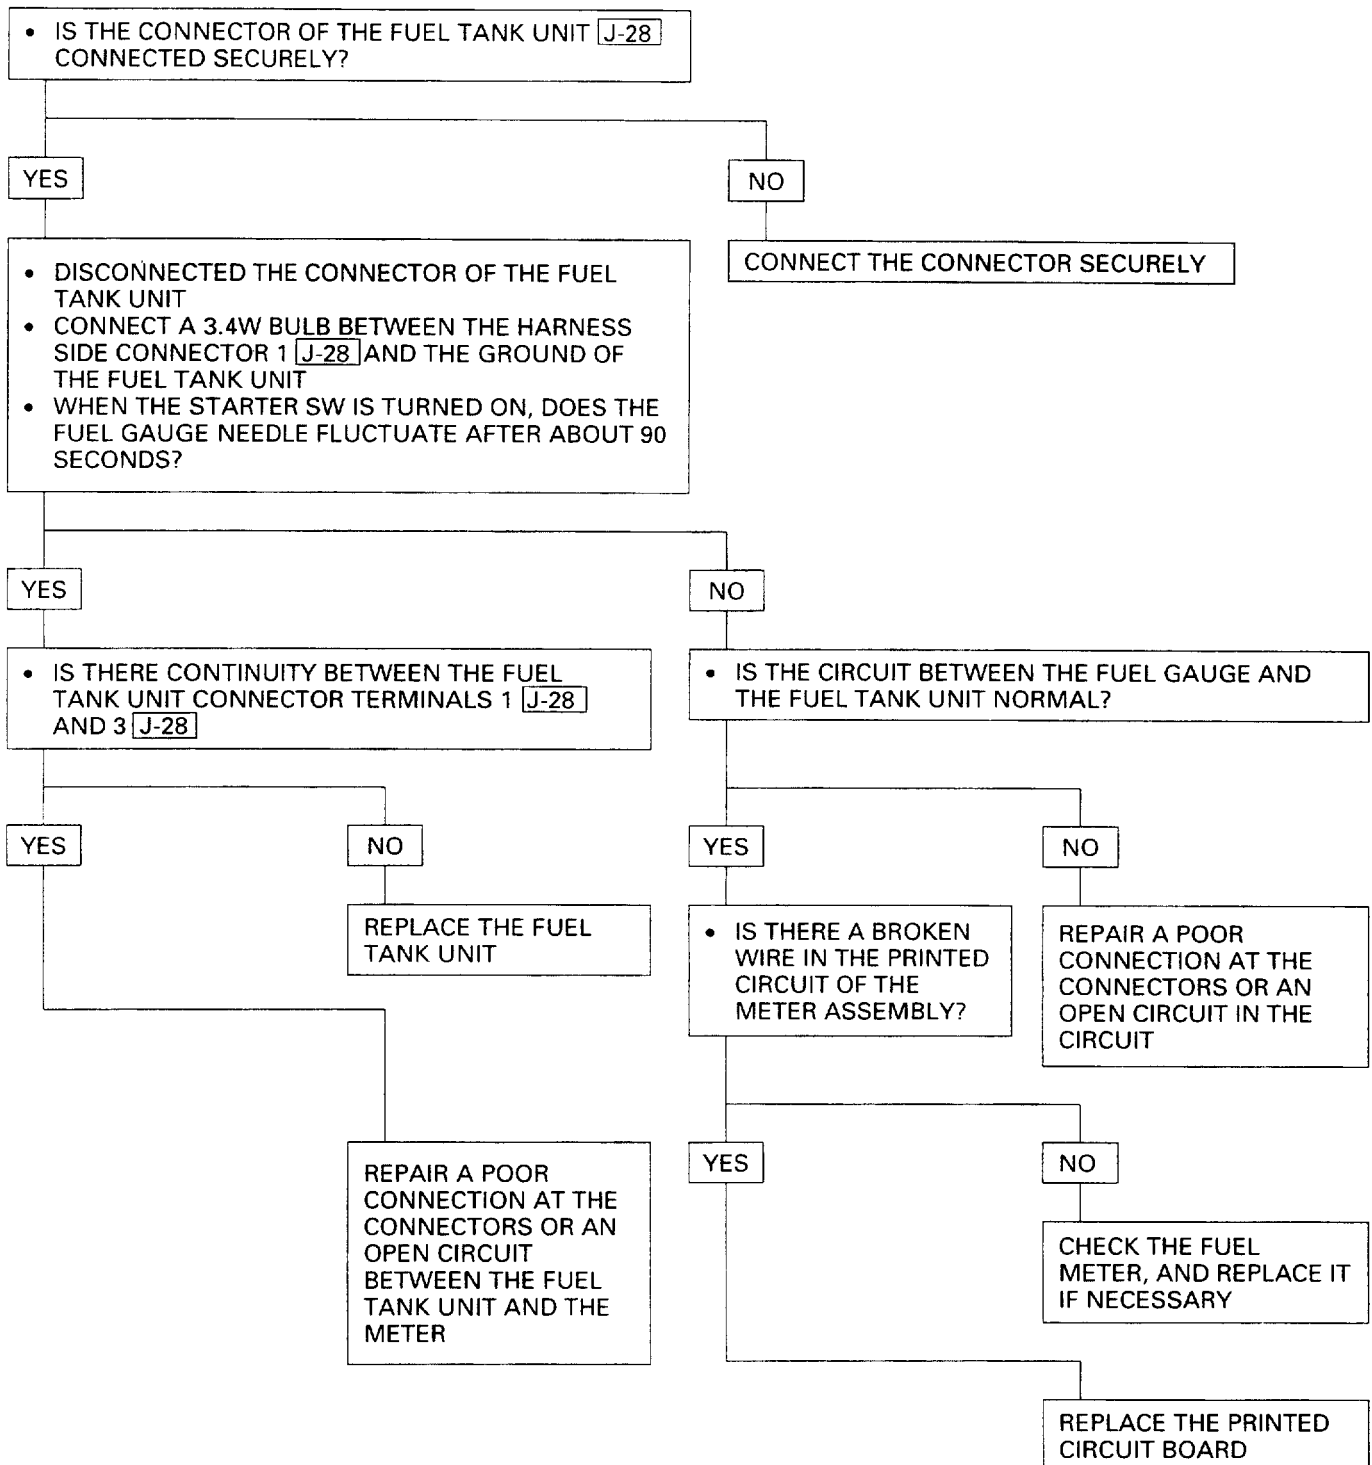 • IS THE CONNECTOR OF THE FUEL TANK UNIT J-28
CONNECTED SECURELY?
YES
NO
• DISCONNECTED THE CONNECTOR OF THE FUEL
TANK UNIT
• CONNECT A 3.4W BULB BETWEEN THE HARNESS
SIDE CONNECTOR 1 J-28 AND THE GROUND OF
THE FUEL TANK UNIT
• WHEN THE STARTER SW IS TURNED ON, DOES THE
FUEL GAUGE NEEDLE FLUCTUATE AFTER ABOUT 90
SECONDS?
CONNECT THE CONNECTOR SECURELY
YES
NO
• IS THERE CONTINUITY BETWEEN THE FUEL
TANK UNIT CONNECTOR TERMINALS 1 J-28
AND 3 J-28
• IS THE CIRCUIT BETWEEN THE FUEL GAUGE AND
THE FUEL TANK UNIT NORMAL?
YES
NO
YES
NO
REPLACE THE FUEL
TANK UNIT
• IS THERE A BROKEN
WIRE IN THE PRINTED
CIRCUIT OF THE
METER ASSEMBLY?
REPAIR A POOR
CONNECTION AT THE
CONNECTORS OR AN
OPEN CIRCUIT IN THE
CIRCUIT
REPAIR A POOR
CONNECTION AT THE
CONNECTORS OR AN
OPEN CIRCUIT
BETWEEN THE FUEL
TANK UNIT AND THE
METER
YES
NO
CHECK THE FUEL
METER, AND REPLACE IT
IF NECESSARY
REPLACE THE PRINTED
CIRCUIT BOARD